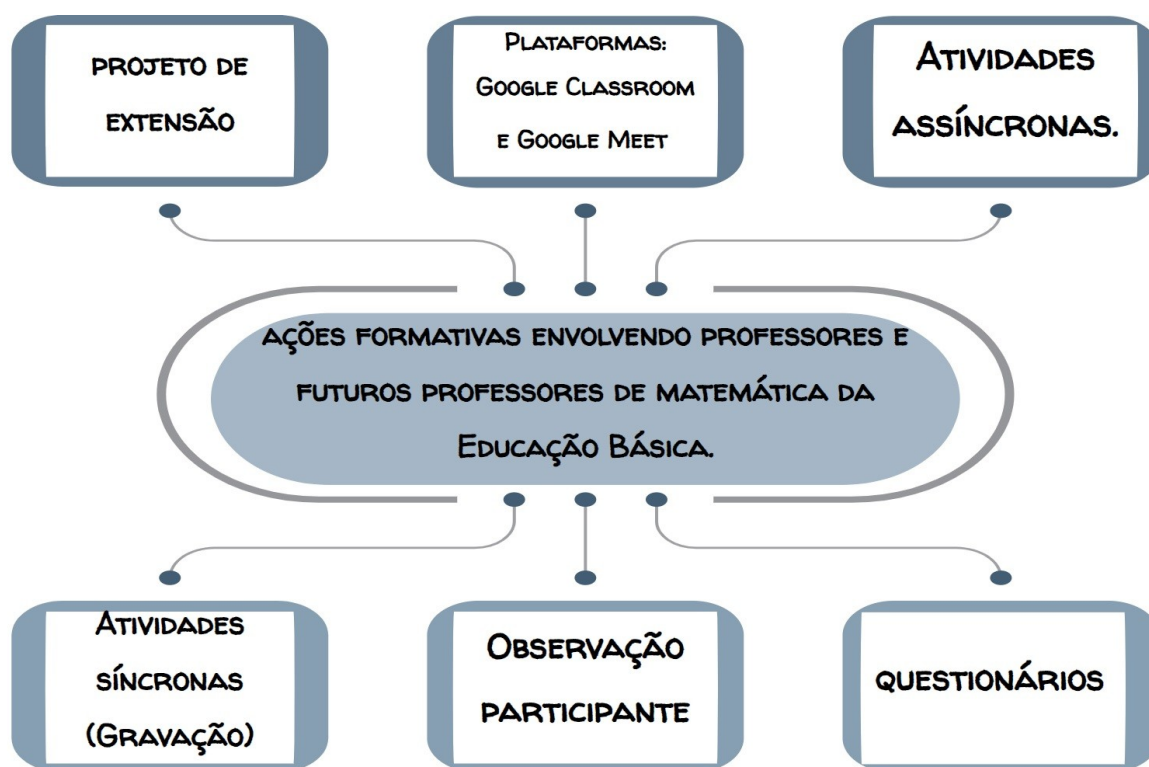 PROJETO DE
EXTENSÃO
PLATAFORMAS:
GOOGLE CLASSROOM
E GOOGLE MEET
ATIVIDADES
ASSÍNCRONAS.
AÇÕES FORMATIVAS ENVOLVENDO PROFESSORES E
FUTUROS PROFESSORES DE MATEMÁTICA DA
EDUCAÇÃO BÁSICA.
ATIVIDADES
SÍNCRONAS
(GRAVAÇÃO)
OBSERVAÇÃO
PARTICIPANTE
QUESTIONÁRIOS